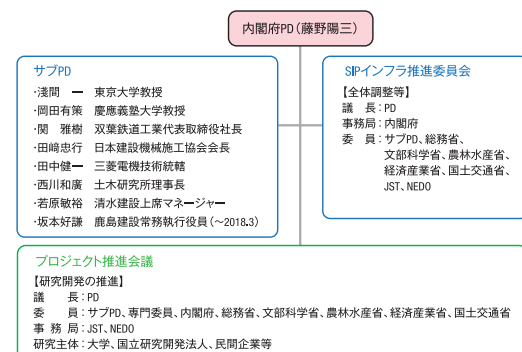 内閣府PD(藤野陽三)
サブPD
・淺間 一 東京大学教授
・岡田有策 慶應義塾大学教授
・関 雅樹 双葉鉄道工業代表取締役社長
・田﨑忠行 日本建設機械施工協会会長
・田中健一 三菱電機技術統轄
・西川和廣 土木研究所理事長
・若原敏裕 清水建設上席マネージャー
・坂本好謙 鹿島建設常務執行役員(~2018.3)
SIPインフラ推進委員会
【全体調整等】
議 長:PD
事務局:内閣府
委 員:サブPD、総務省、
文部科学省、農林水産省、
経済産業省、国土交通省、
JST、NEDO
プロジェクト推進会議
【研究開発の推進】
議 長:PD
委 員:サブPD、専門委員、内閣府、総務省、文部科学省、農林水産省、経済産業省、国土交通省
事 務 局:JST、NEDO
研究主体:大学、国立研究開発法人、民間企業等